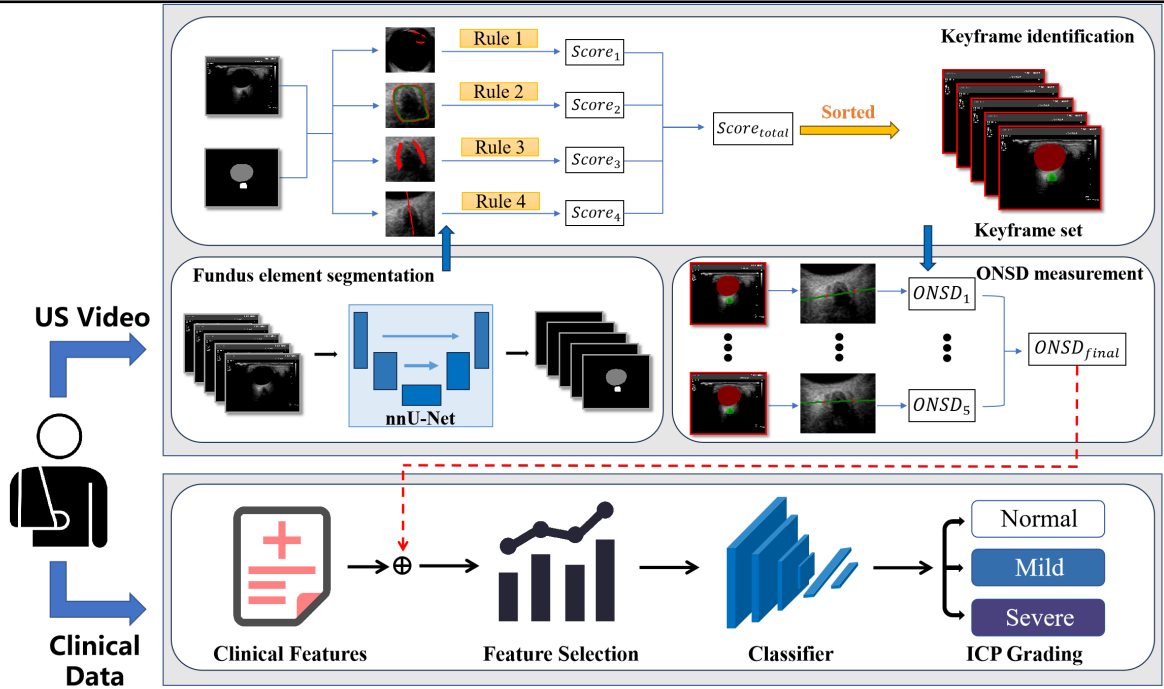 Keyframe identification
Rule 1
Score1
Rule 2
Score2
Scoretotal
Sorted
Rule 3
Score3
Rule 4
Score4
Keyframe set
Fundus element segmentation
ONSD measurement
US Video
ONSD1
ONSDfinal
nnU-Net
ONSD5
Clinical
Data
Normal
Mild
Severe
Clinical Features
Feature Selection
Classifier
ICP Grading